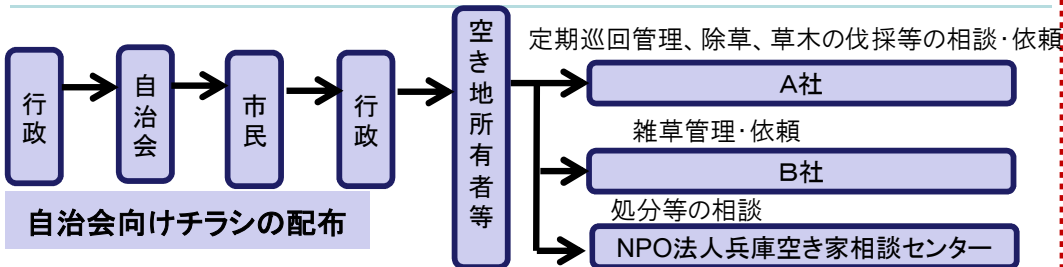 行政
自治会
市民
行政
空き地所有者等
定期巡回管理、除草、草木の伐採等の相談・依頼
A社
雑草管理・依頼
B社
処分等の相談
NPO法人兵庫空き家相談センター
自治会向けチラシの配布